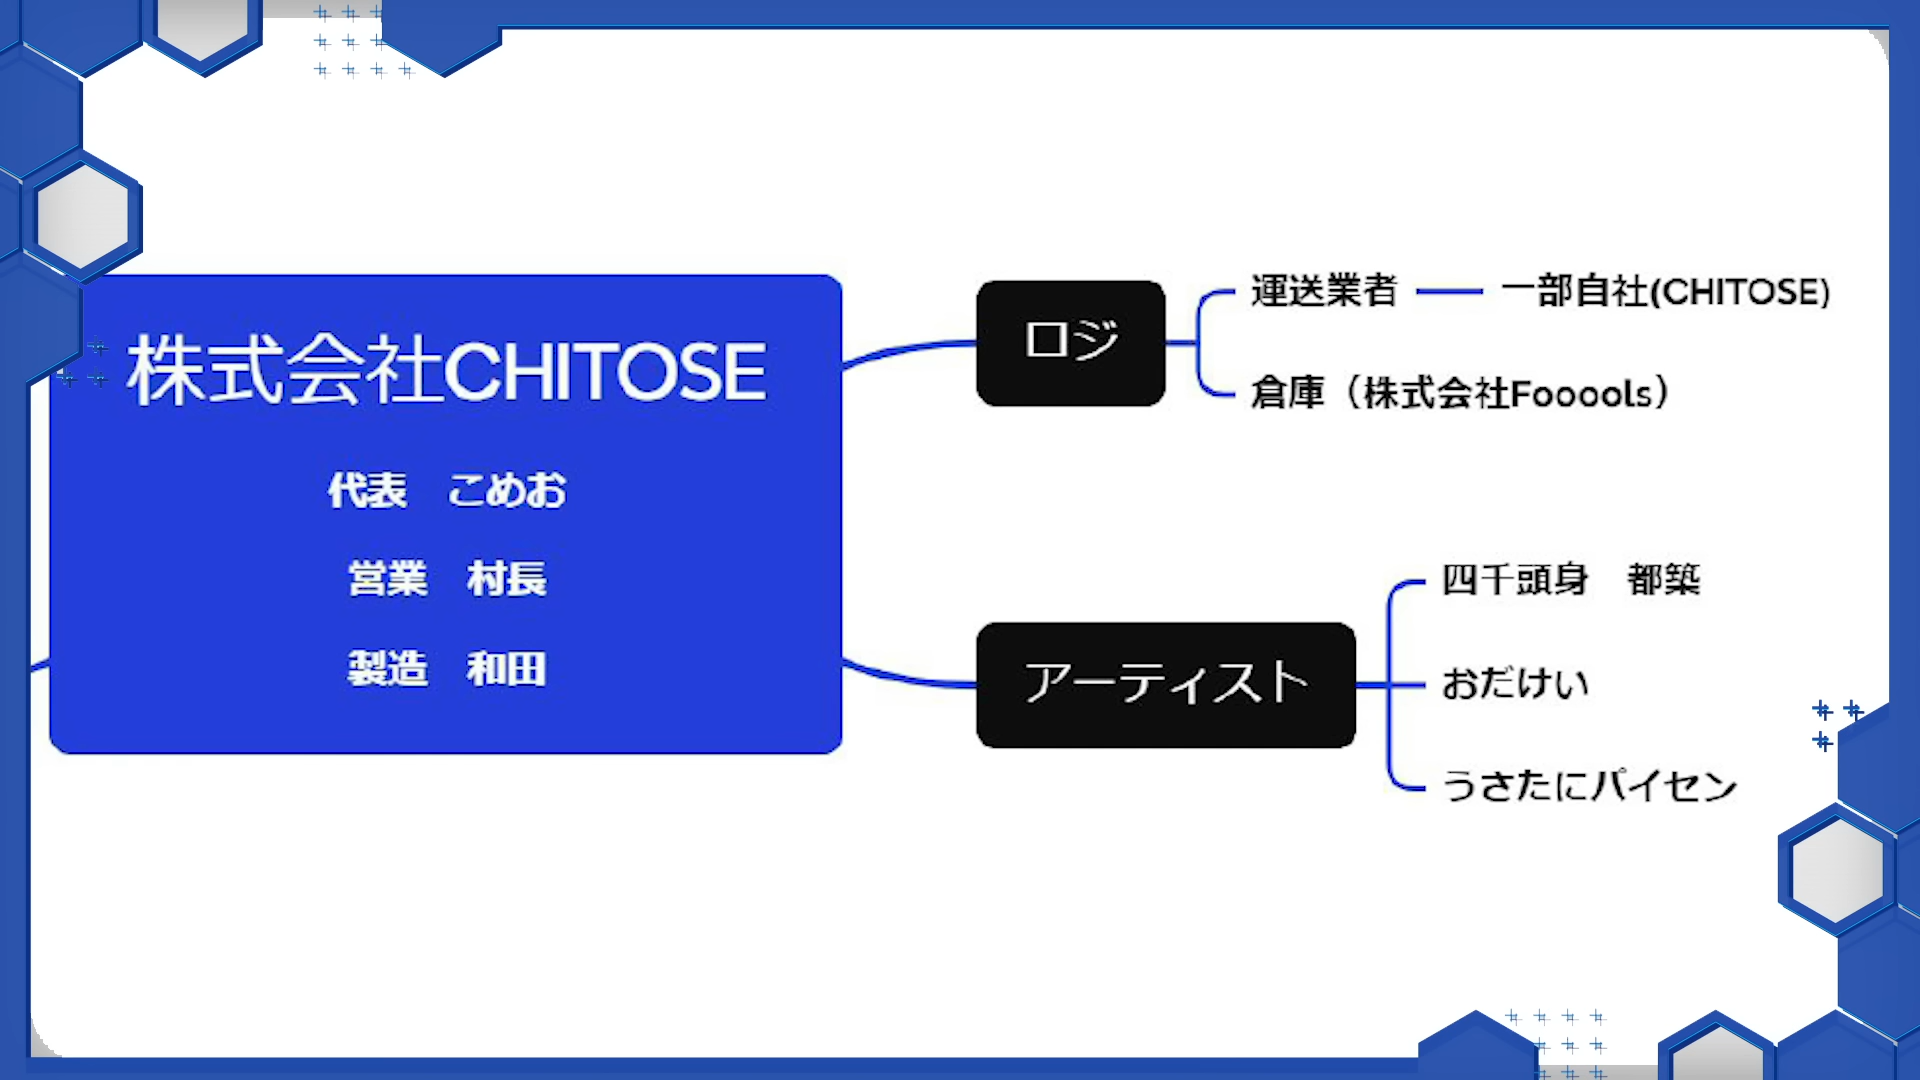 株式会社CHITOSE
代表　こめお
営業　村長
製造　和田
ロジ
運送業者
一部自社(CHITOSE)
倉庫（株式会社Fooools）
アーティスト
四千頭身　都築
おだけい
うさたにパイセン